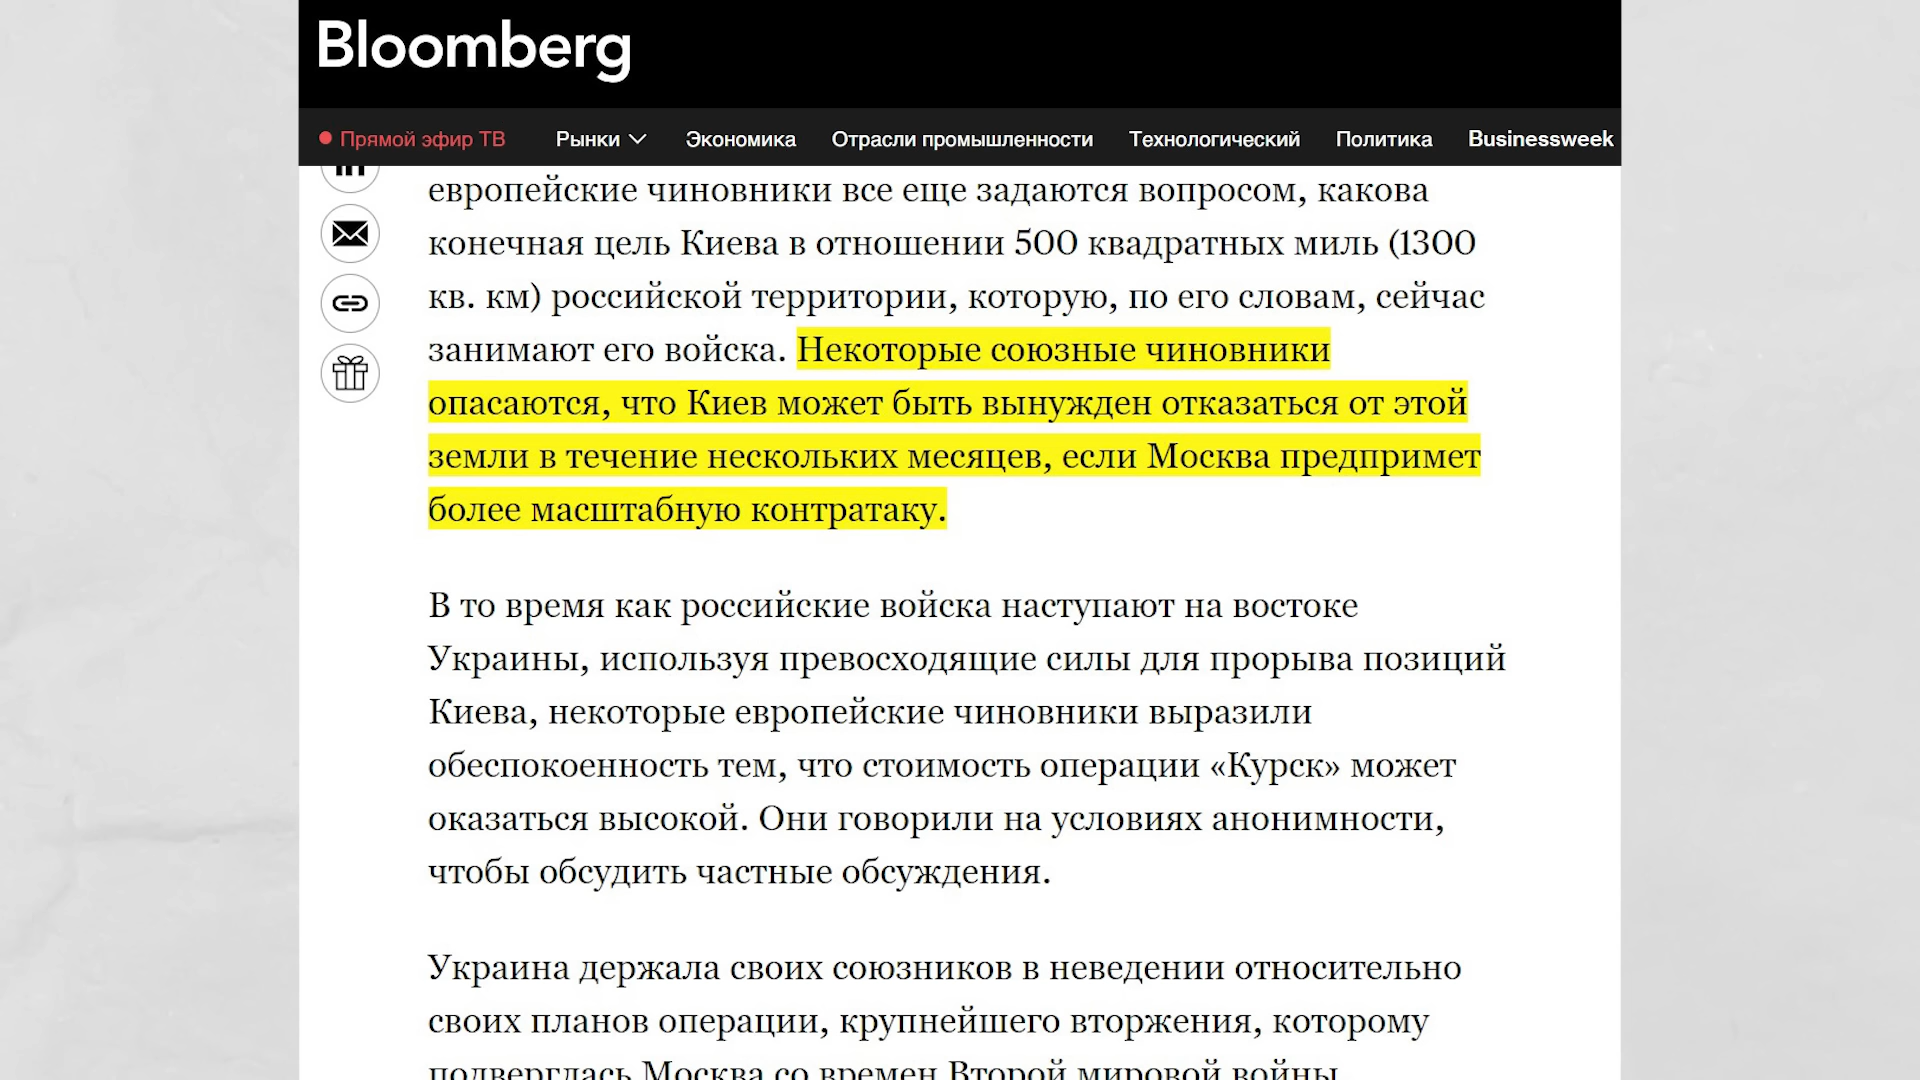 Bloomberg
Прямой эфир ТВ Рынки Экономика Отрасли промышленности Технологический Политика Businessweek
in
европейские чиновники все еще задаются вопросом, какова
конечная цель Киева в отношении 500 квадратных миль (1300
кв. км) российской территории, которую, по его словам, сейчас
занимают его войска. Некоторые союзные чиновники
опасаются, что Киев может быть вынужден отказаться от этой
земли в течение нескольких месяцев, если Москва предпримет
более масштабную контратаку.
В то время как российские войска наступают на востоке
Украины, используя превосходящие силы для прорыва позиций
Киева, некоторые европейские чиновники выразили
обеспокоенность тем, что стоимость операции «Курск» может
оказаться высокой. Они говорили на условиях анонимности,
чтобы обсудить частные обсуждения.
Украина держала своих союзников в неведении относительно
своих планов операции, крупнейшего вторжения, которому
подверглась Москва со времен Второй мировой войны